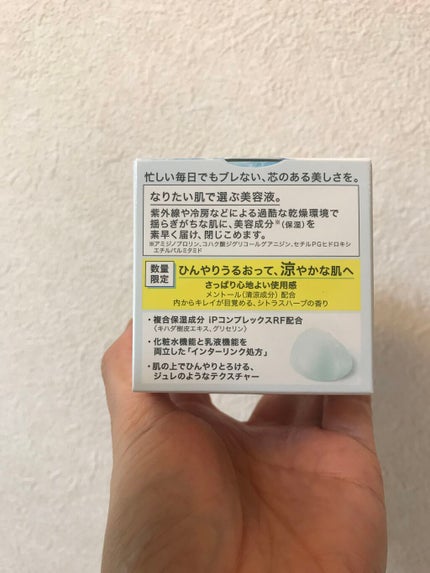 忙しい毎日でもブレない、芯のある美しさを。
なりたい肌で選ぶ美容液。
紫外線や冷房などによる過酷な乾燥環境で
揺らぎがちな肌に、美容成分※(保湿)を
素早く届け、閉じこめます。
※アミジノプロリン、コハク酸ジグリコールグアニジン、セチルPGヒドロキシ
エチルパルミタミド
数量
限定
ひんやりうるおって、涼やかな肌へ
さっぱり心地よい使用感
メントール(清涼成分) 配合
内からキレイが目覚める、シトラスハーブの香り
・複合保湿成分 iPコンプレックスRF配合
(キハダ樹皮エキス、グリセリン)
・化粧水機能と乳液機能を
両立した「インターリンク処方」
・肌の上でひんやりとろける、
ジュレのようなテクスチャー